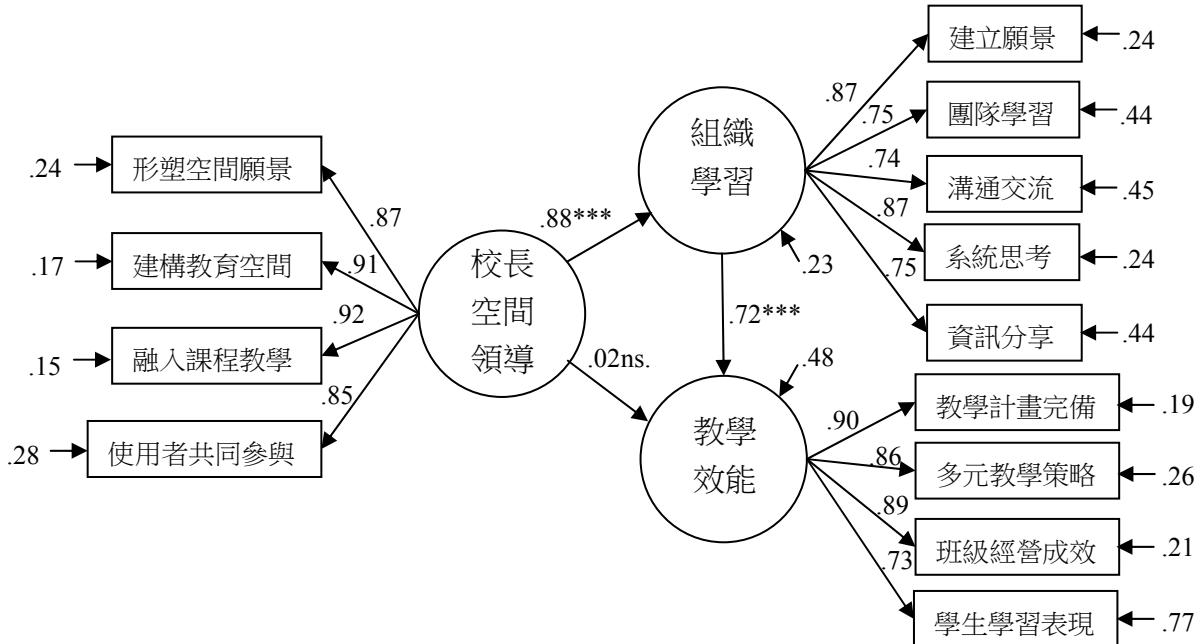 .24
形塑空間願景
.87
.17
建構教育空間
.91
.15
融入課程教學
.92
.28
使用者共同參與
.85
校長
空間
領導
.88***
.02ns.
組織
學習
.23
.72***
教學
效能
.48
.87
建立願景
.24
.75
團隊學習
.44
.74
溝通交流
.45
.87
系統思考
.24
.75
資訊分享
.44
.90
教學計畫完備
.19
.86
多元教學策略
.26
.89
班級經營成效
.21
.73
學生學習表現
.77